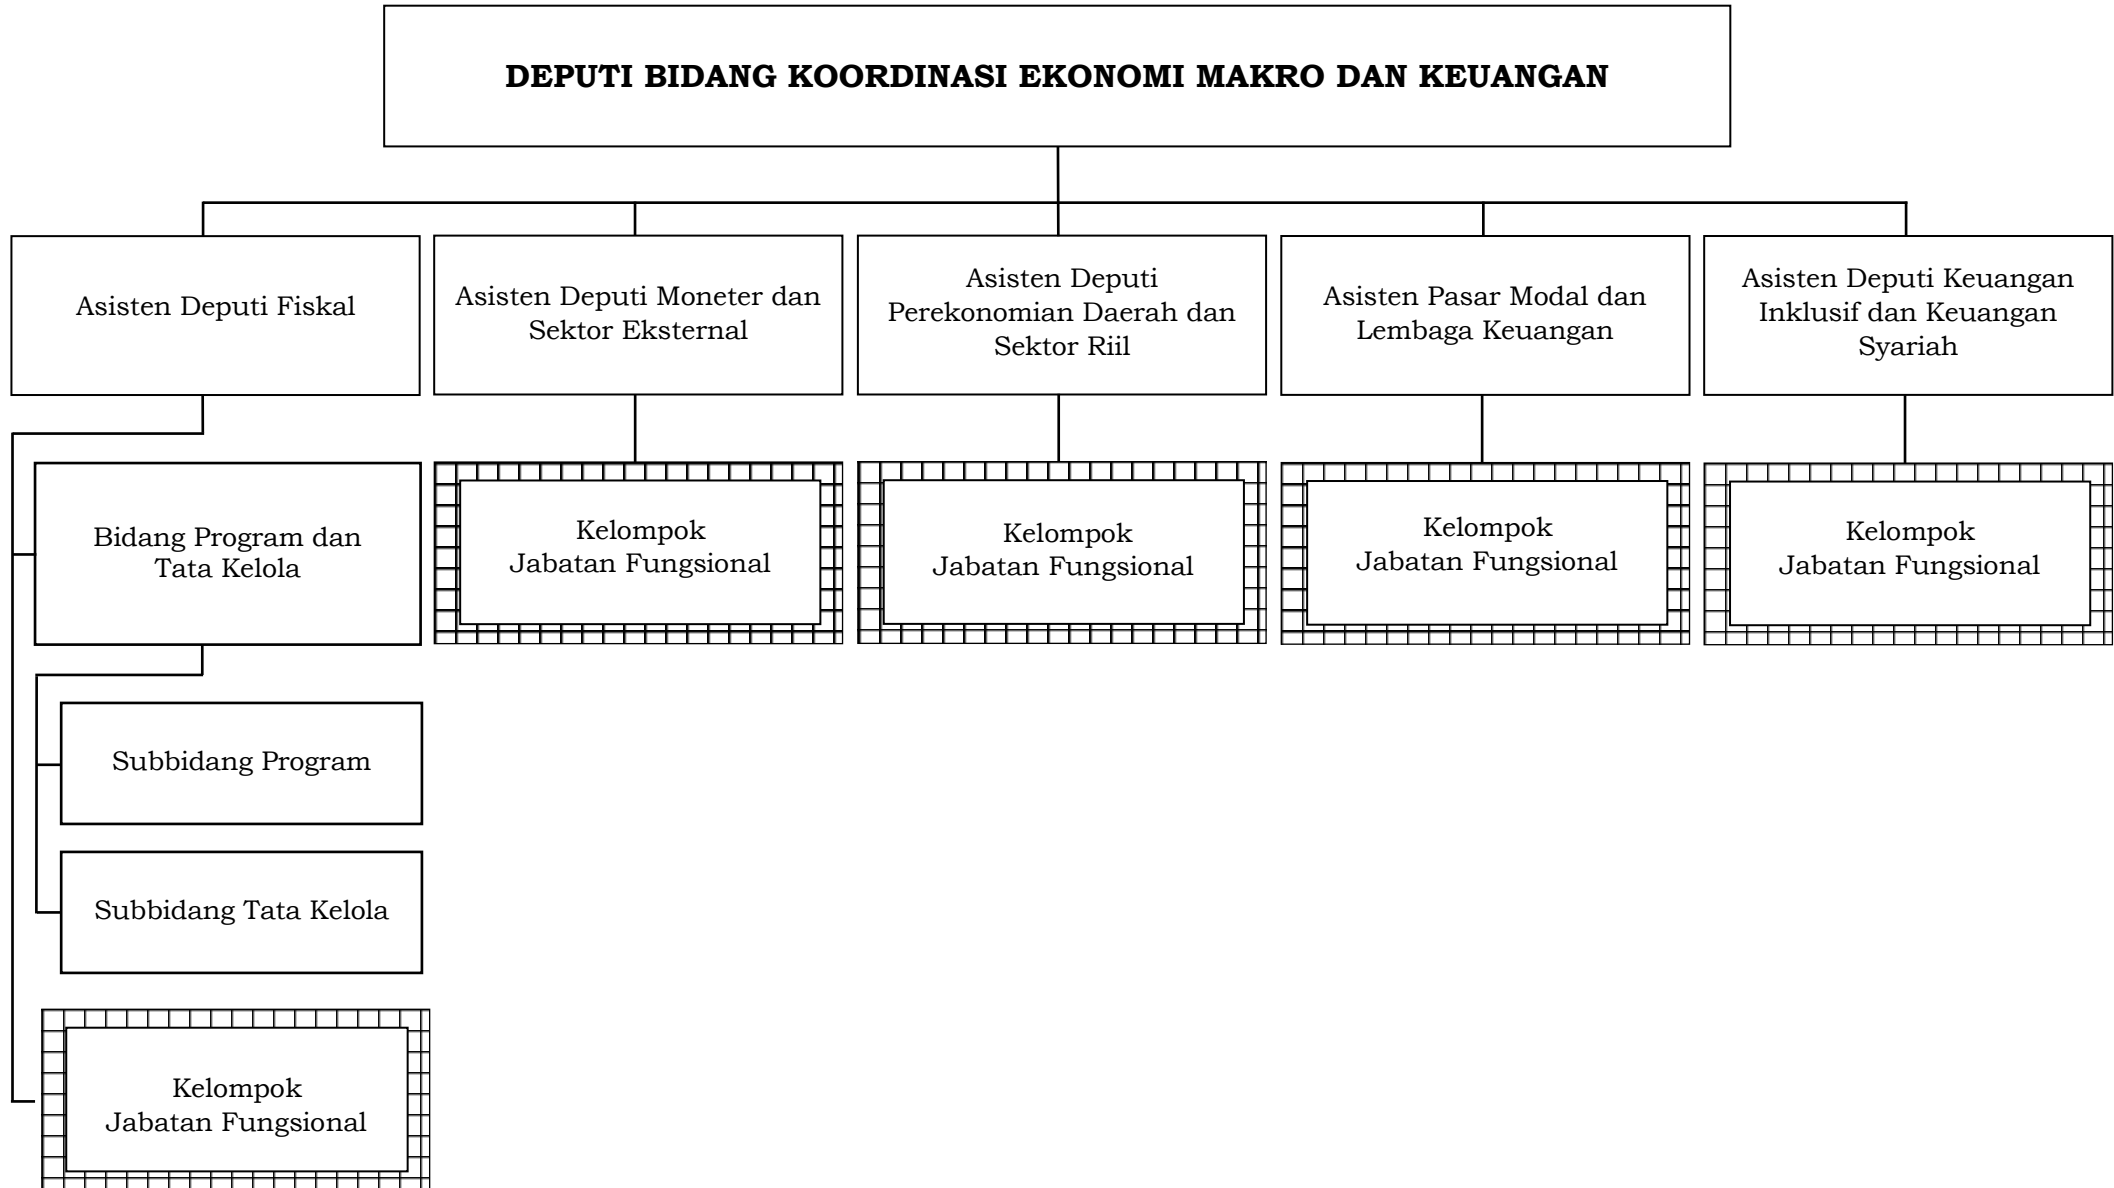 DEPUTI BIDANG KOORDINASI EKONOMI MAKRO DAN KEUANGAN
Asisten Deputi Fiskal
Asisten Deputi Moneter dan
Sektor Eksternal
Asisten Deputi
Perekonomian Daerah dan
Sektor Riil
Asisten Pasar Modal dan
Lembaga Keuangan
Asisten Deputi Keuangan
Inklusif dan Keuangan
Syariah
Bidang Program dan
Tata Kelola
Kelompok
Jabatan Fungsional
Kelompok
Jabatan Fungsional
Kelompok
Jabatan Fungsional
Kelompok
Jabatan Fungsional
Subbidang Program
Subbidang Tata Kelola
Kelompok
Jabatan Fungsional